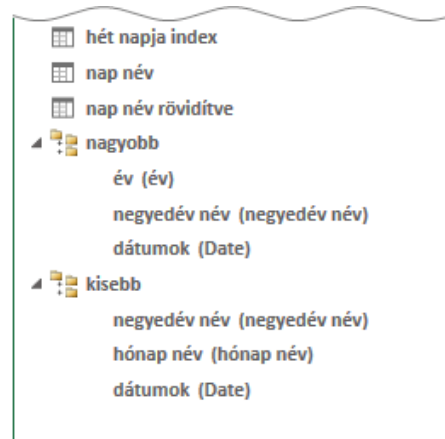 hét napja index
nap név
nap név rövidítve
nagyobb
év (év)
negyedév név (negyedév név)
dátumok (Date)
kisebb
negyedév név (negyedév név)
hónap név (hónap név)
dátumok (Date)